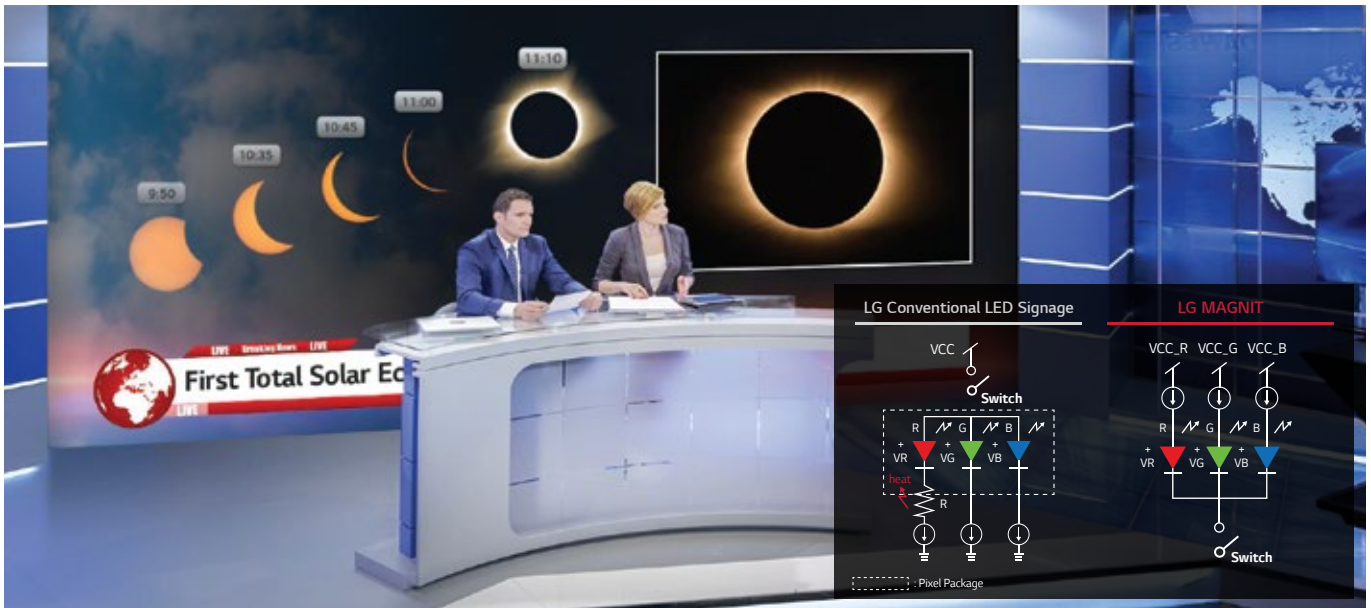 11:10
11:00
10:45
10:35
9:50
LIVE Breaking News LIVE
First Total Solar Ec
LIVE
LG Conventional LED Signage
VCC
Switch
R G B
+ + +
VR VG VB
heat
R
: Pixel Package
LG MAGNIT
VCC_R VCC_G VCC_B
R G B
+ + +
VR VG VB
Switch